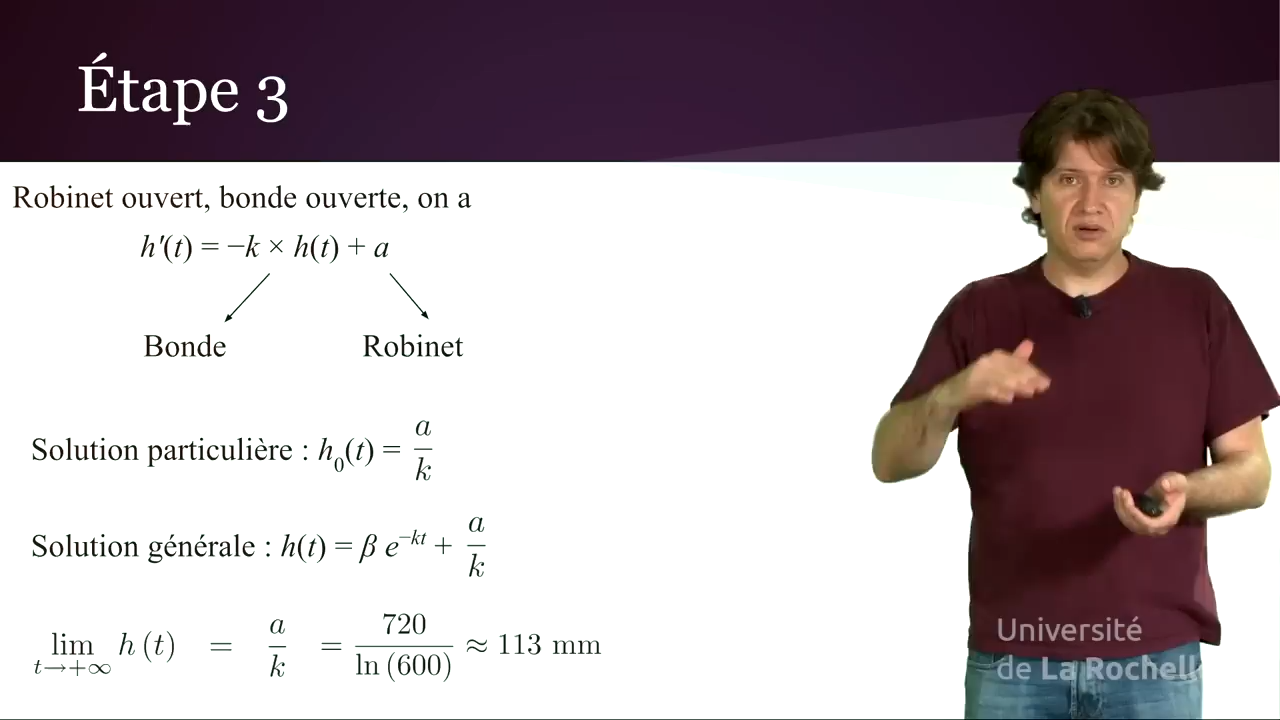 Étape 3
Robinet ouvert, bonde ouverte, on a
h′(t) = −k × h(t) + a
Bonde Robinet
Solution particulière : h₀(t) = a/k
Solution générale : h(t) = β e^{−kt} + a/k
lim_{t→+∞} h (t) = a/k = 720/ln (600) ≈ 113 mm
Université
de La Rochelle